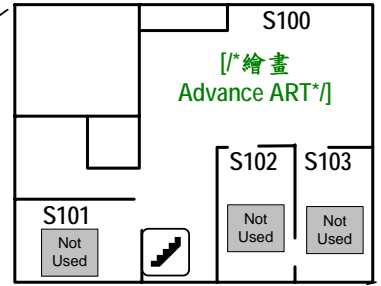 S100
[/*繪畫
Advance ART*/]
S102
S103
S101
Not
Used
Not
Used
Not
Used